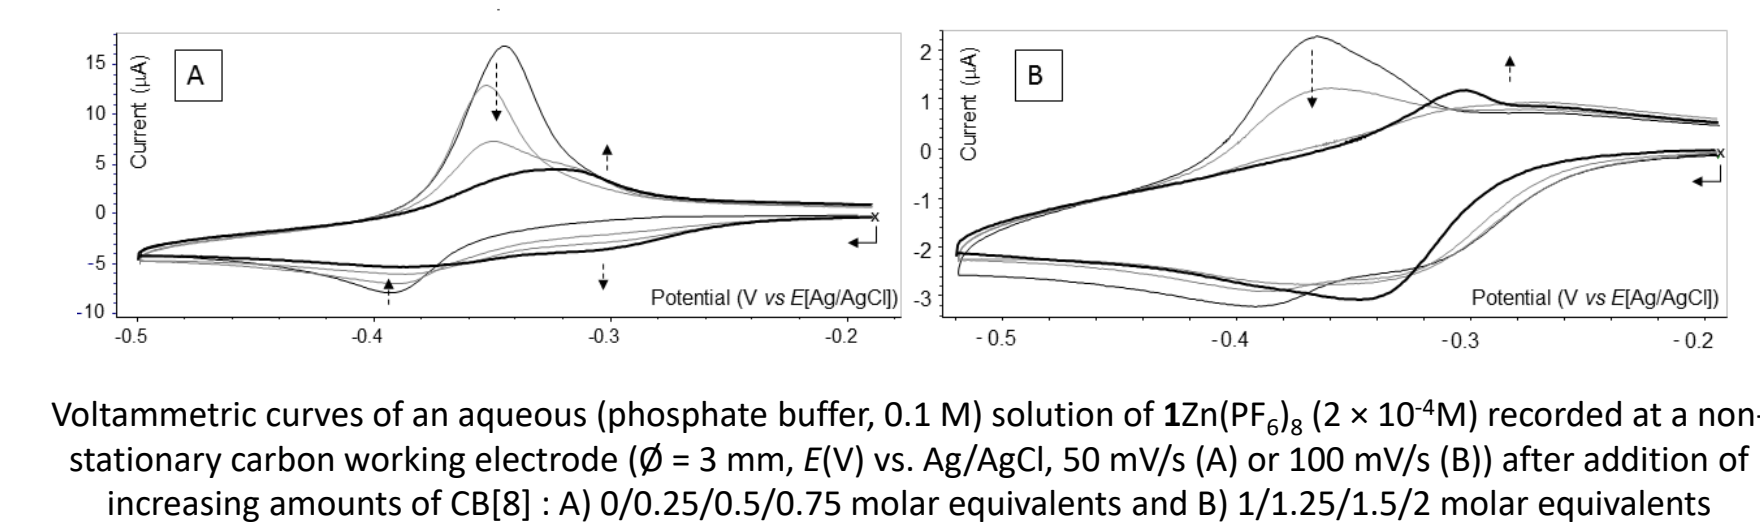 A
Current (µA)
15
10
5
0
-5
-10
x
Potential (V vs E[Ag/AgCl])
-0.5 -0.4 -0.3 -0.2
B
Current (µA)
2
1
0
-1
-2
-3
x
Potential (V vs E[Ag/AgCl])
- 0.5 - 0.4 - 0.3 - 0.2
Voltammetric curves of an aqueous (phosphate buffer, 0.1 M) solution of 1Zn(PF₆)₈ (2 × 10⁻⁴M) recorded at a non-
stationary carbon working electrode (Ø = 3 mm, E(V) vs. Ag/AgCl, 50 mV/s (A) or 100 mV/s (B)) after addition of
increasing amounts of CB[8] : A) 0/0.25/0.5/0.75 molar equivalents and B) 1/1.25/1.5/2 molar equivalents